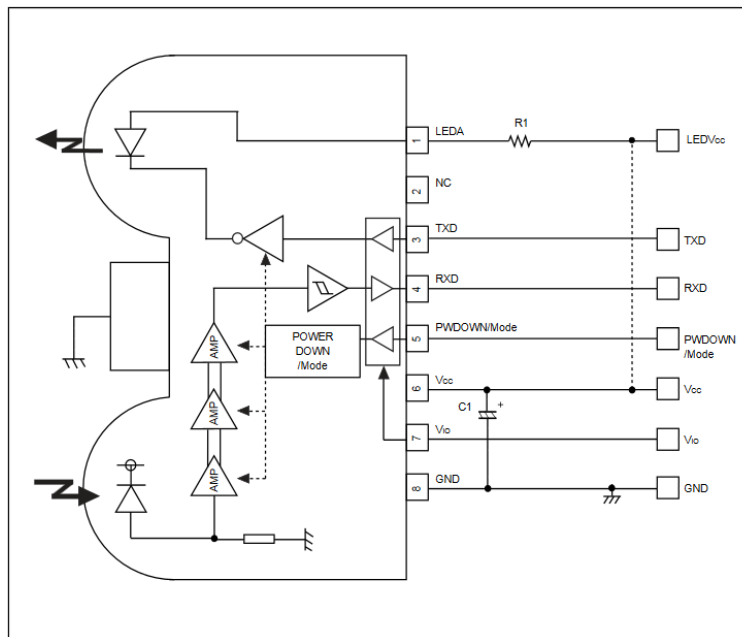 1
LEDA
R1
LEDVcc
2
NC
3
TXD
TXD
4
RXD
RXD
5
PWDOWN/Mode
PWDOWN
/Mode
POWER
DOWN
/Mode
AMP
AMP
AMP
6
Vcc
C1
+
Vcc
7
VIO
VIO
8
GND
GND